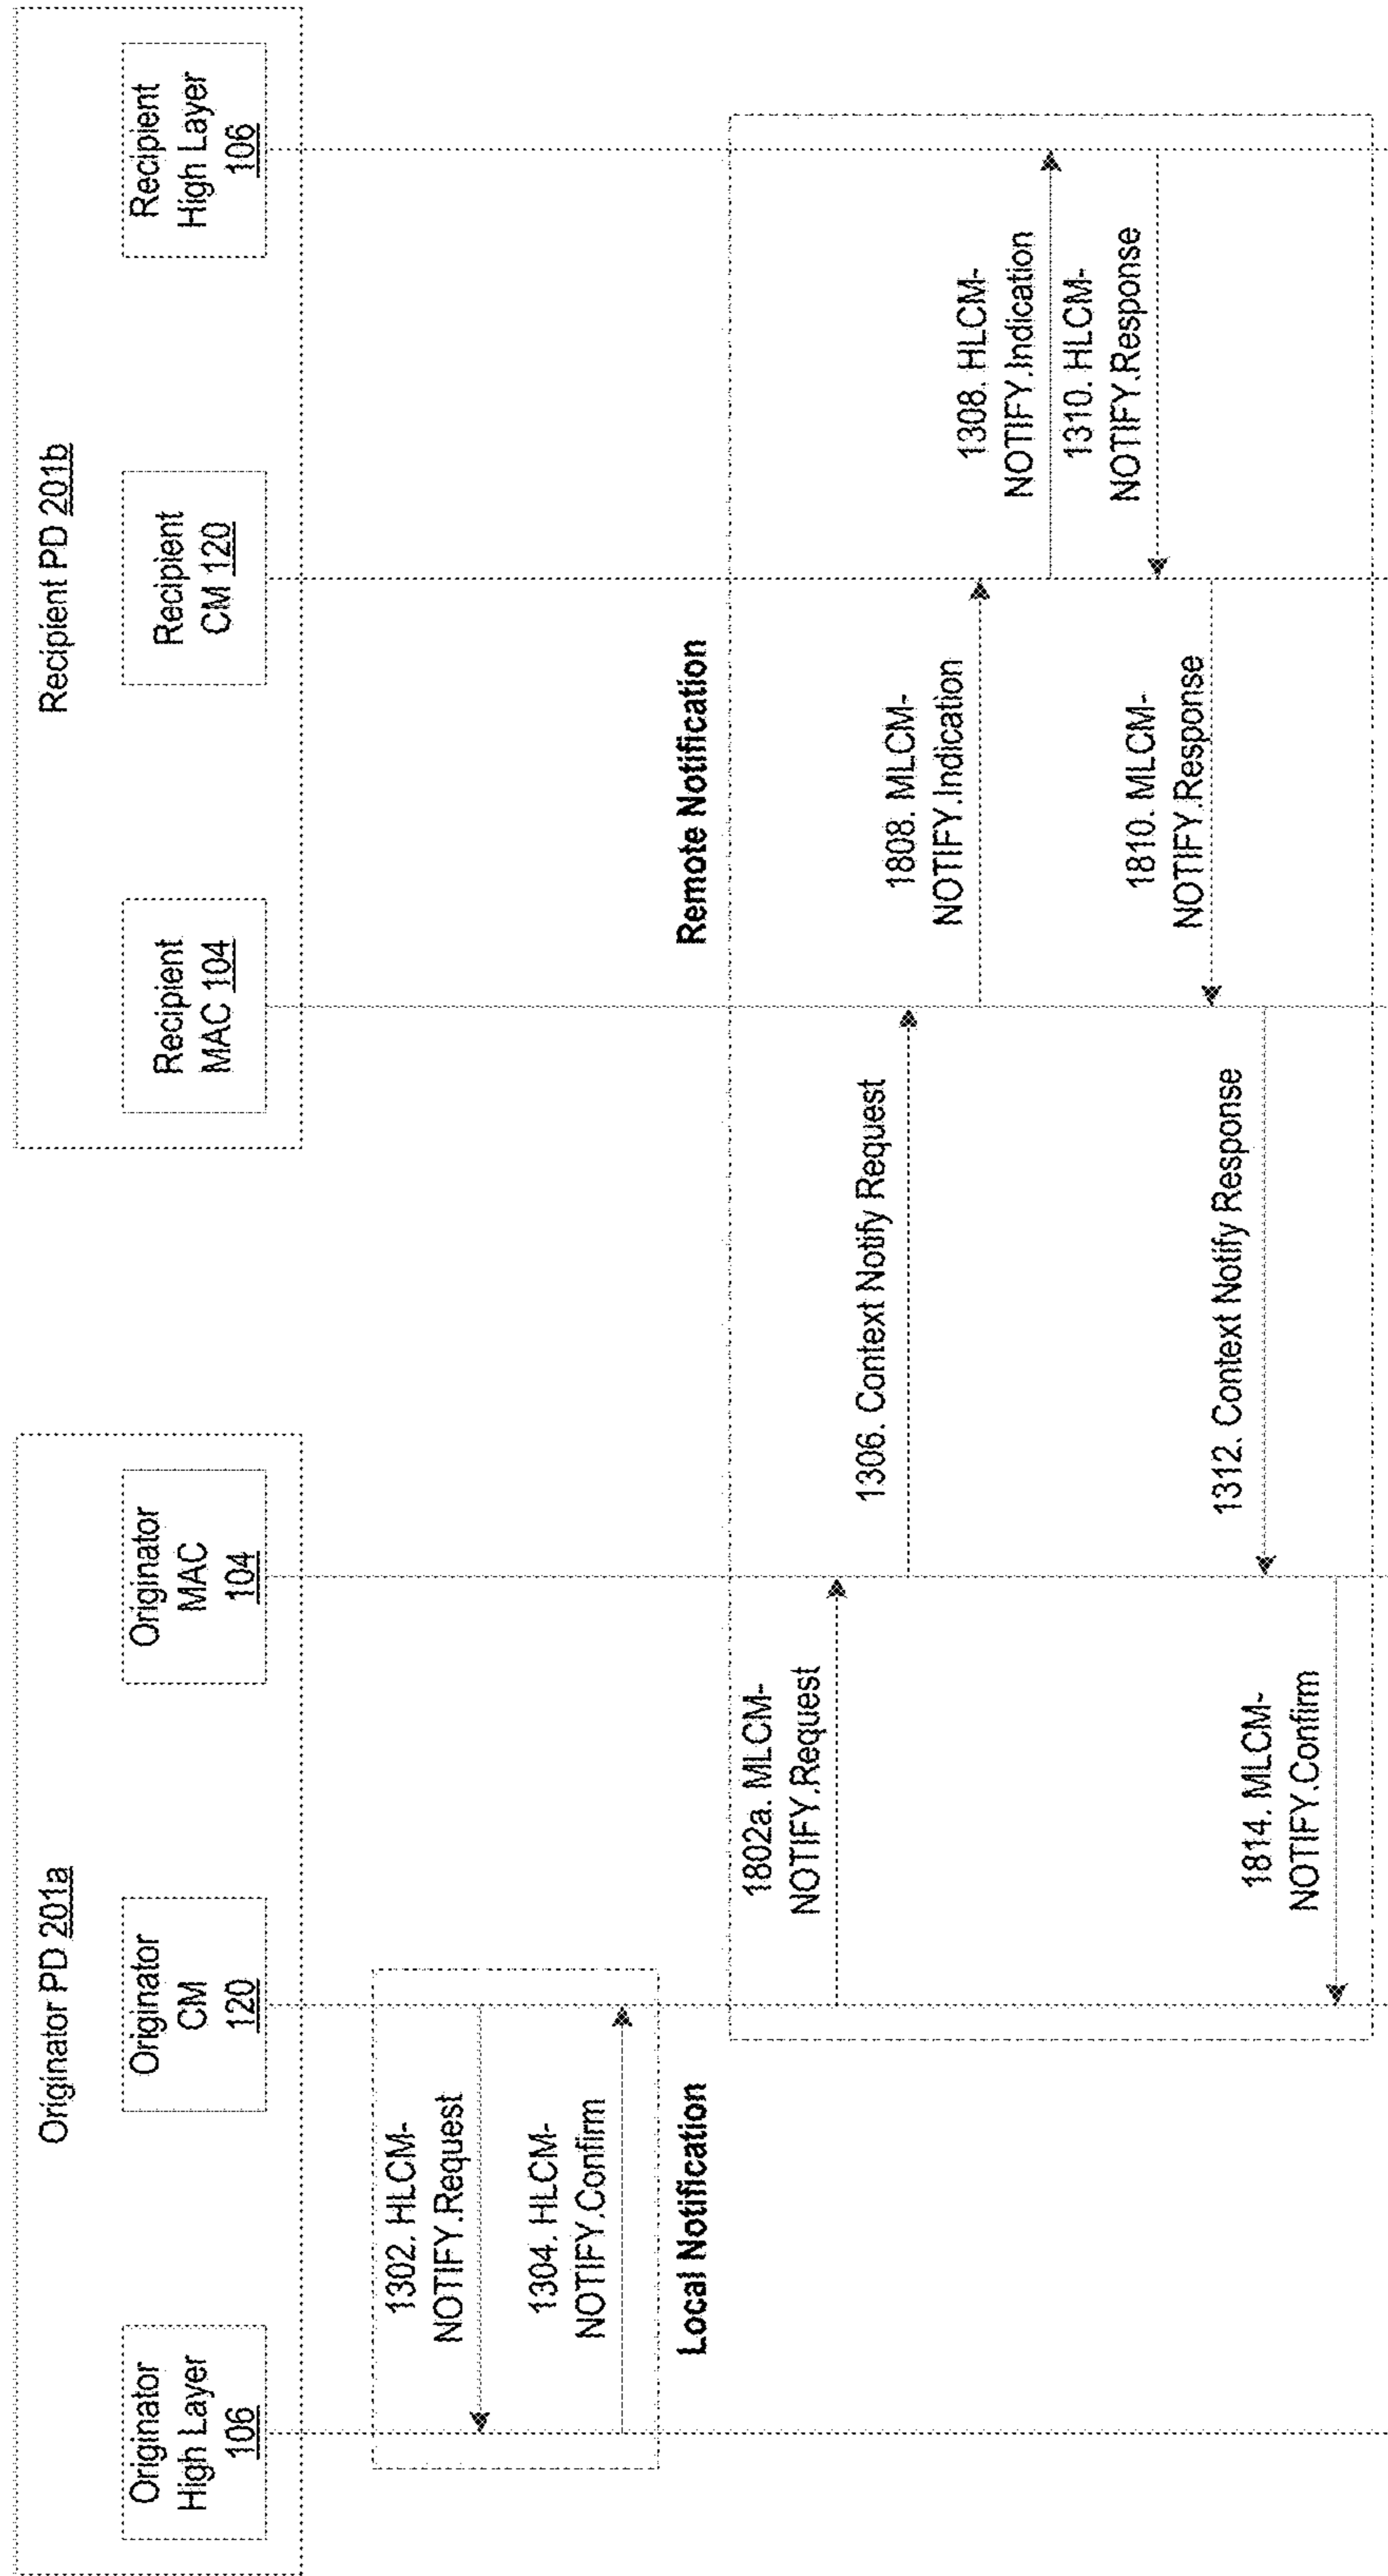 Originator PD 201a
Recipient PD 201b
Originator
High Layer
106
Originator
CM
120
Originator
MAC
104
Recipient
MAC 104
Recipient
CM 120
Recipient
High Layer
106
1302. HLCM-
NOTIFY.Request
1304. HLCM-
NOTIFY.Confirm
Local Notification
Remote Notification
1802a. MLCM-
NOTIFY.Request
1306. Context Notify Request
1808. MLCM-
NOTIFY.Indication
1308. HLCM-
NOTIFY.Indication
1310. HLCM-
NOTIFY.Response
1810. MLCM-
NOTIFY.Response
1312. Context Notify Response
1814. MLCM-
NOTIFY.Confirm